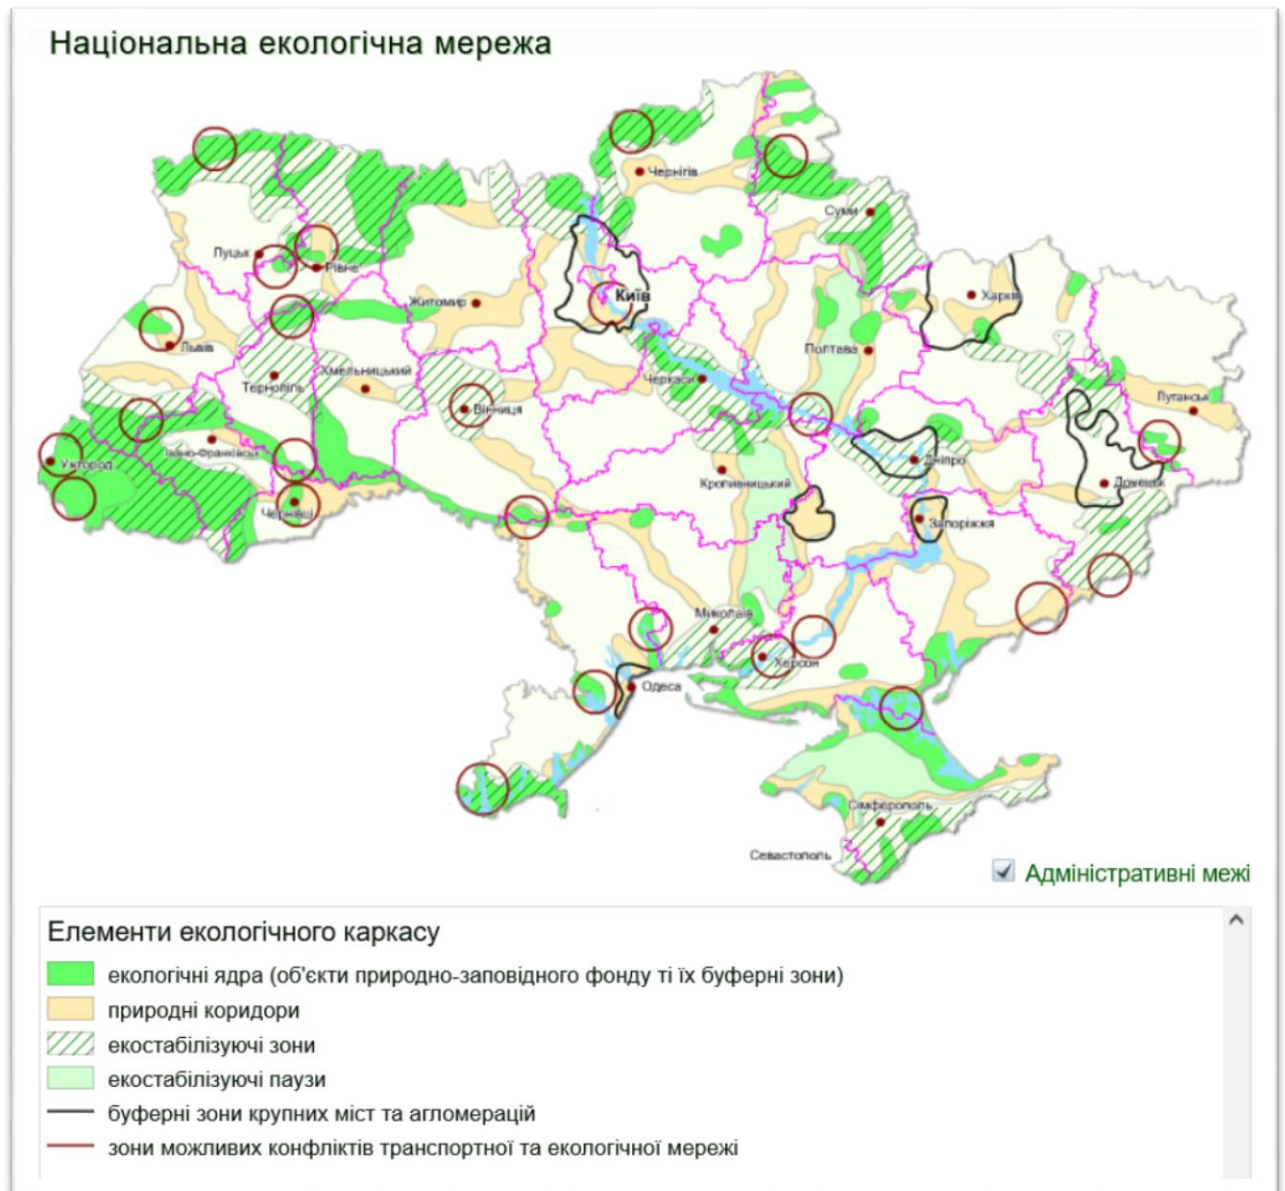 Національна екологічна мережа
Чернігів
Суми
Луцьк
Рівне
Київ
Харків
Житомир
Львів
Полтава
Тернопіль
Хмельницький
Черкаси
Луганськ
Вінниця
Івано-Франківськ
Ужгород
Дніпро
Кропивницький
Донецьк
Чернівці
Запоріжжя
Миколаїв
Херсон
Одеса
Сімферополь
Севастополь
Адміністративні межі
Елементи екологічного каркасу
екологічні ядра (об'єкти природно-заповідного фонду ті їх буферні зони)
природні коридори
екостабілізуючі зони
екостабілізуючі паузи
буферні зони крупних міст та агломерацій
зони можливих конфліктів транспортної та екологічної мережі